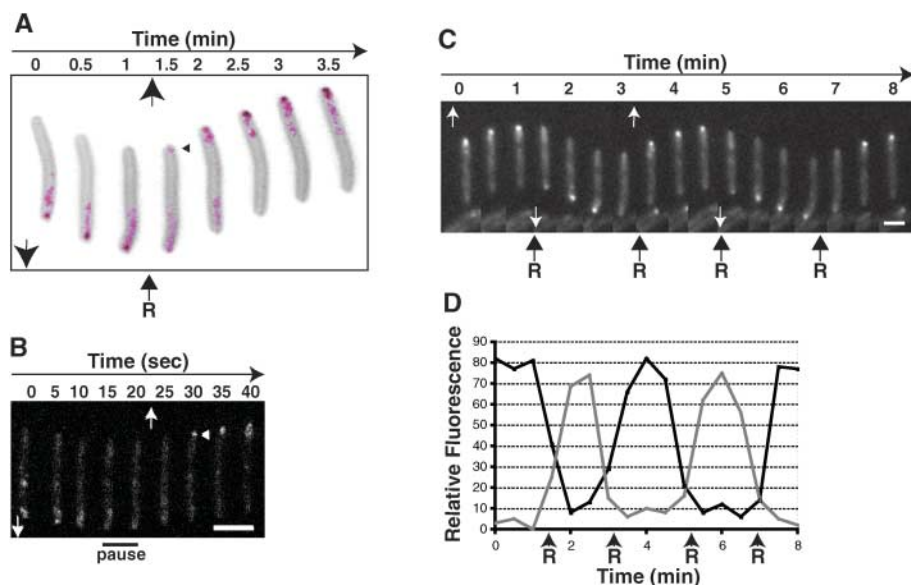 A
Time (min)
0 0.5 1 1.5 2 2.5 3 3.5
R
B
Time (sec)
0 5 10 15 20 25 30 35 40
pause
C
Time (min)
0 1 2 3 4 5 6 7 8
R R R R
D
Relative Fluorescence
90
80
70
60
50
40
30
20
10
0
0 2 4 6 8
R R R R
Time (min)